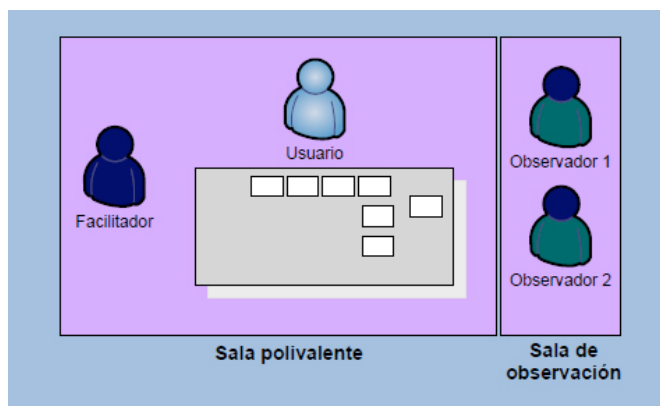 Usuario
Facilitador
Observador 1
Observador 2
Sala polivalente
Sala de
observación